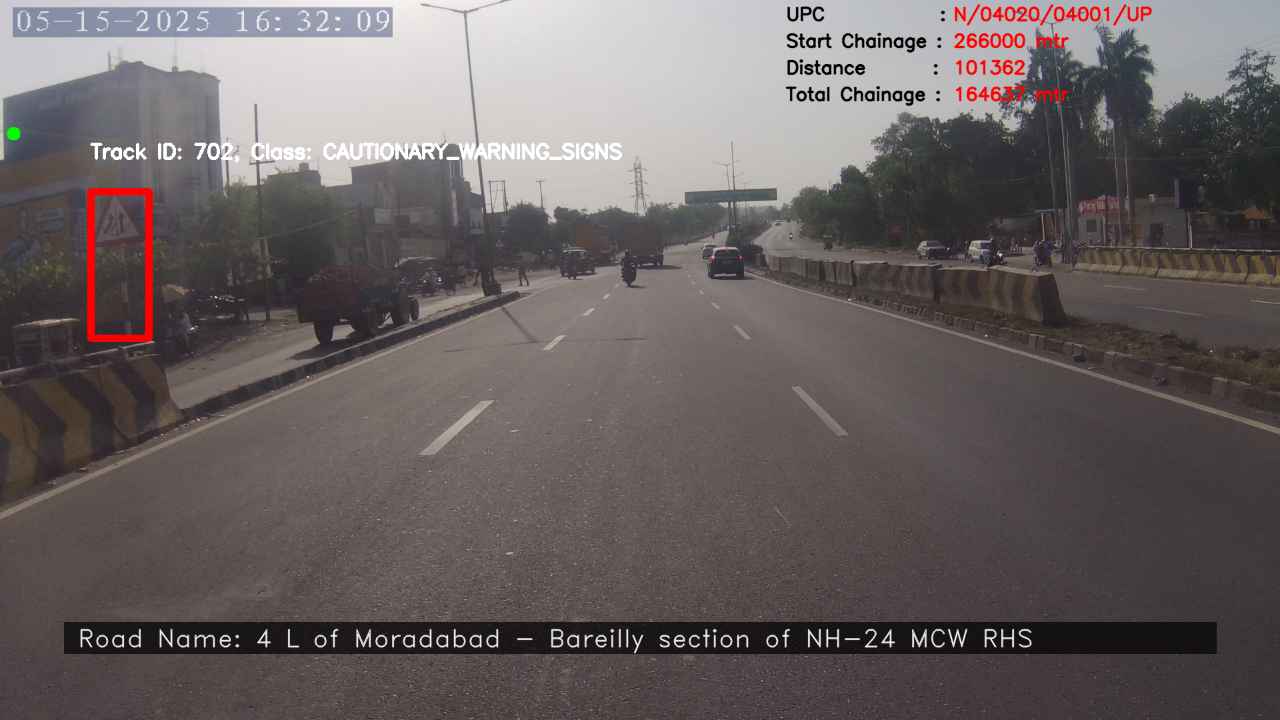 05-15-2025 16:32:09
UPC : N/04020/04001/UP
Start Chainage : 266000 mtr
Distance : 101362
Total Chainage : 164637 mtr
Track ID: 702, Class: CAUTIONARY_WARNING_SIGNS
Road Name: 4 L of Moradabad - Bareilly section of NH-24 MCW RHS